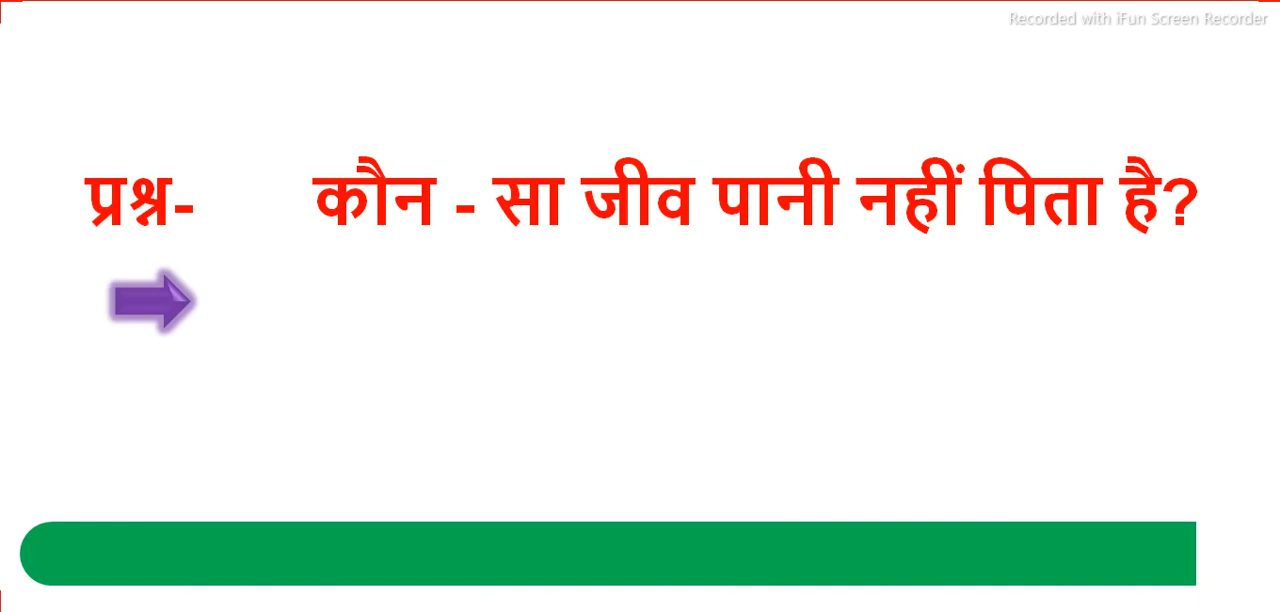 Recorded with iFun Screen Recorder
प्रश्न- कौन - सा जीव पानी नहीं पिता है?